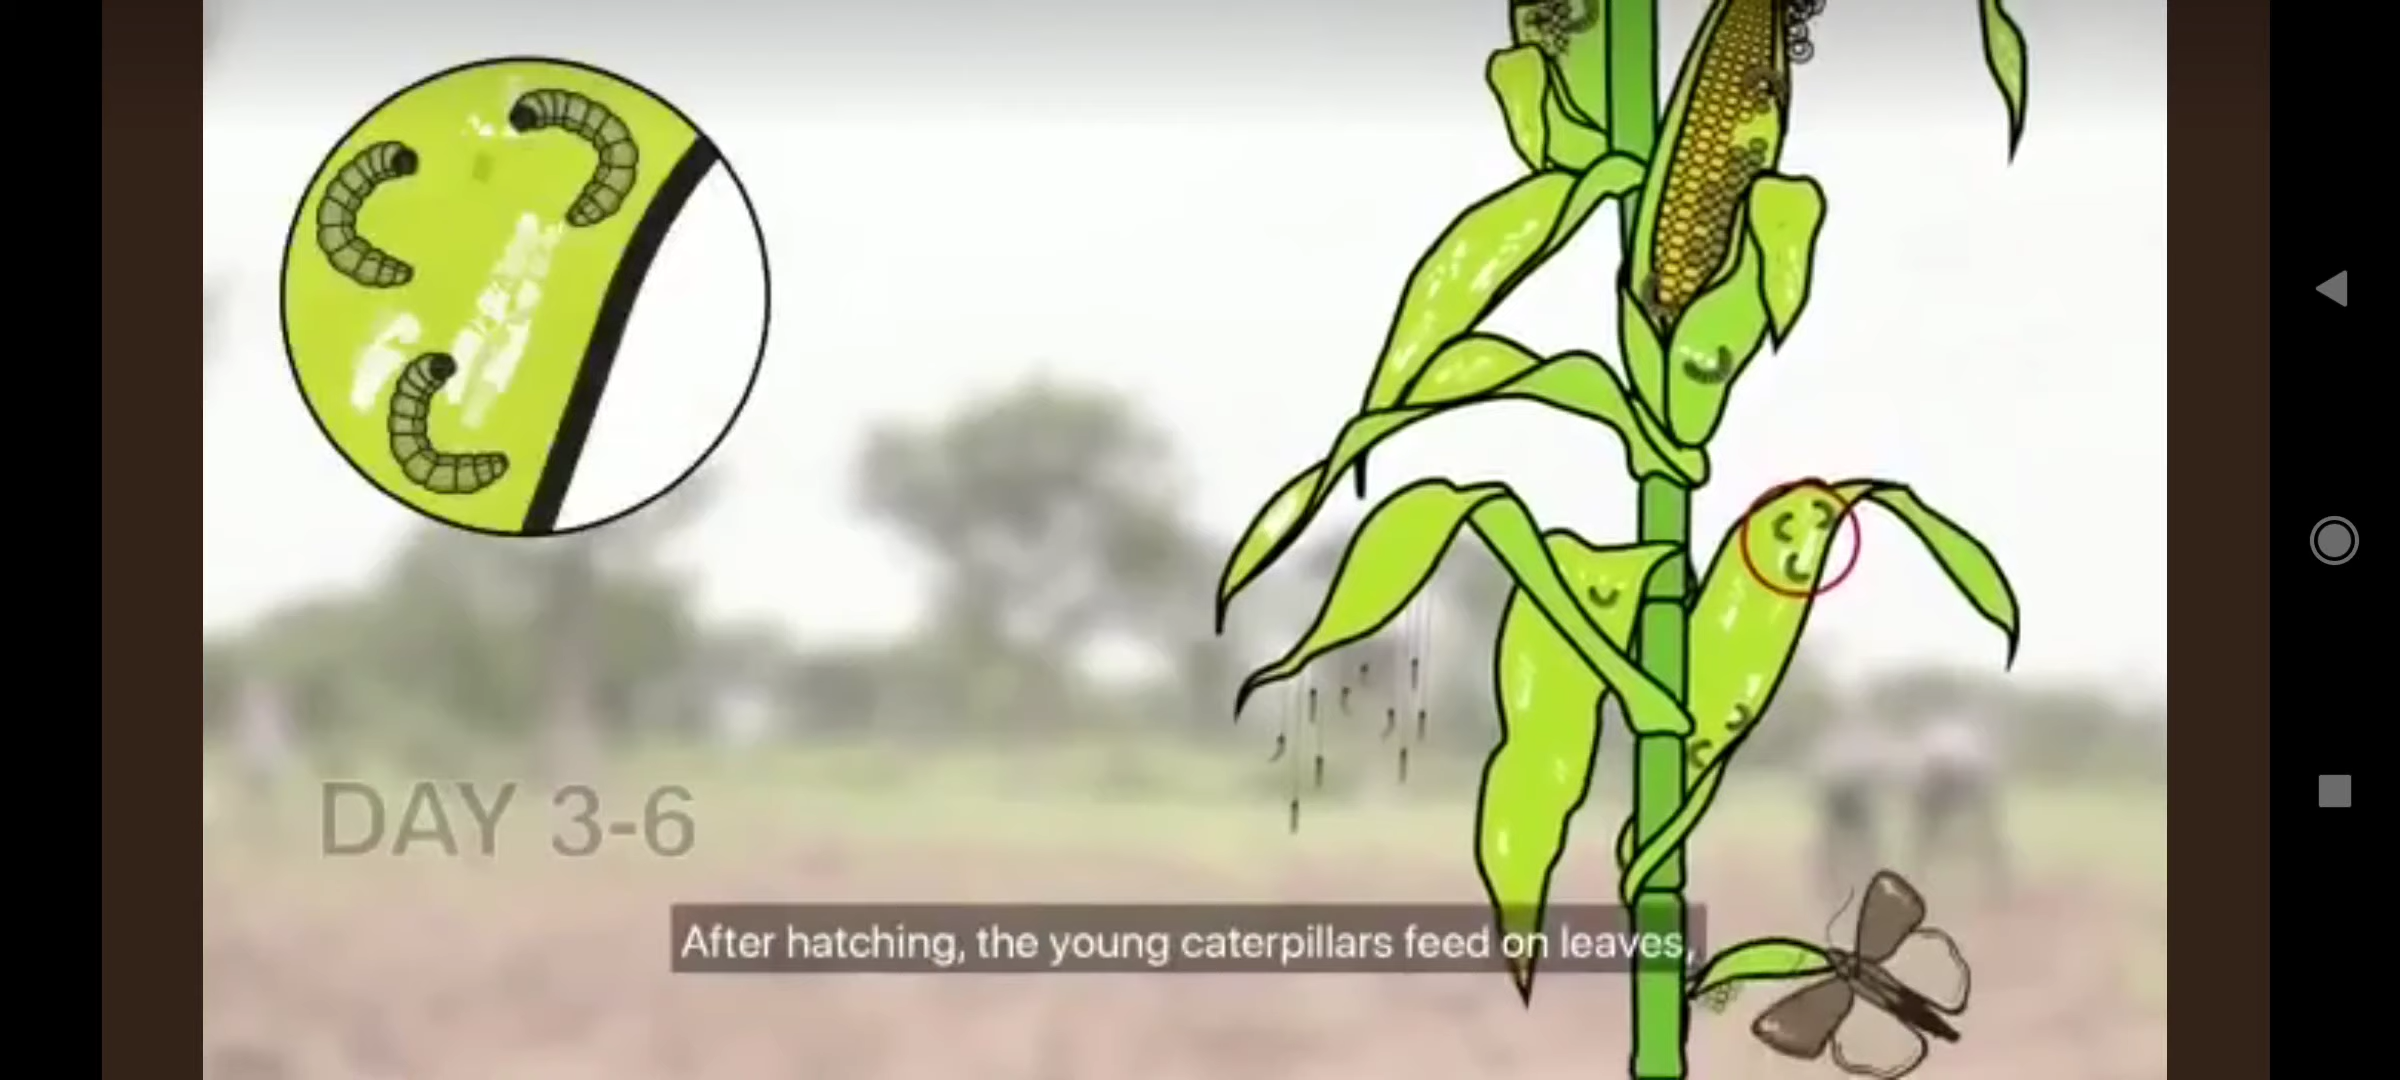 DAY 3-6
After hatching, the young caterpillars feed on leaves,